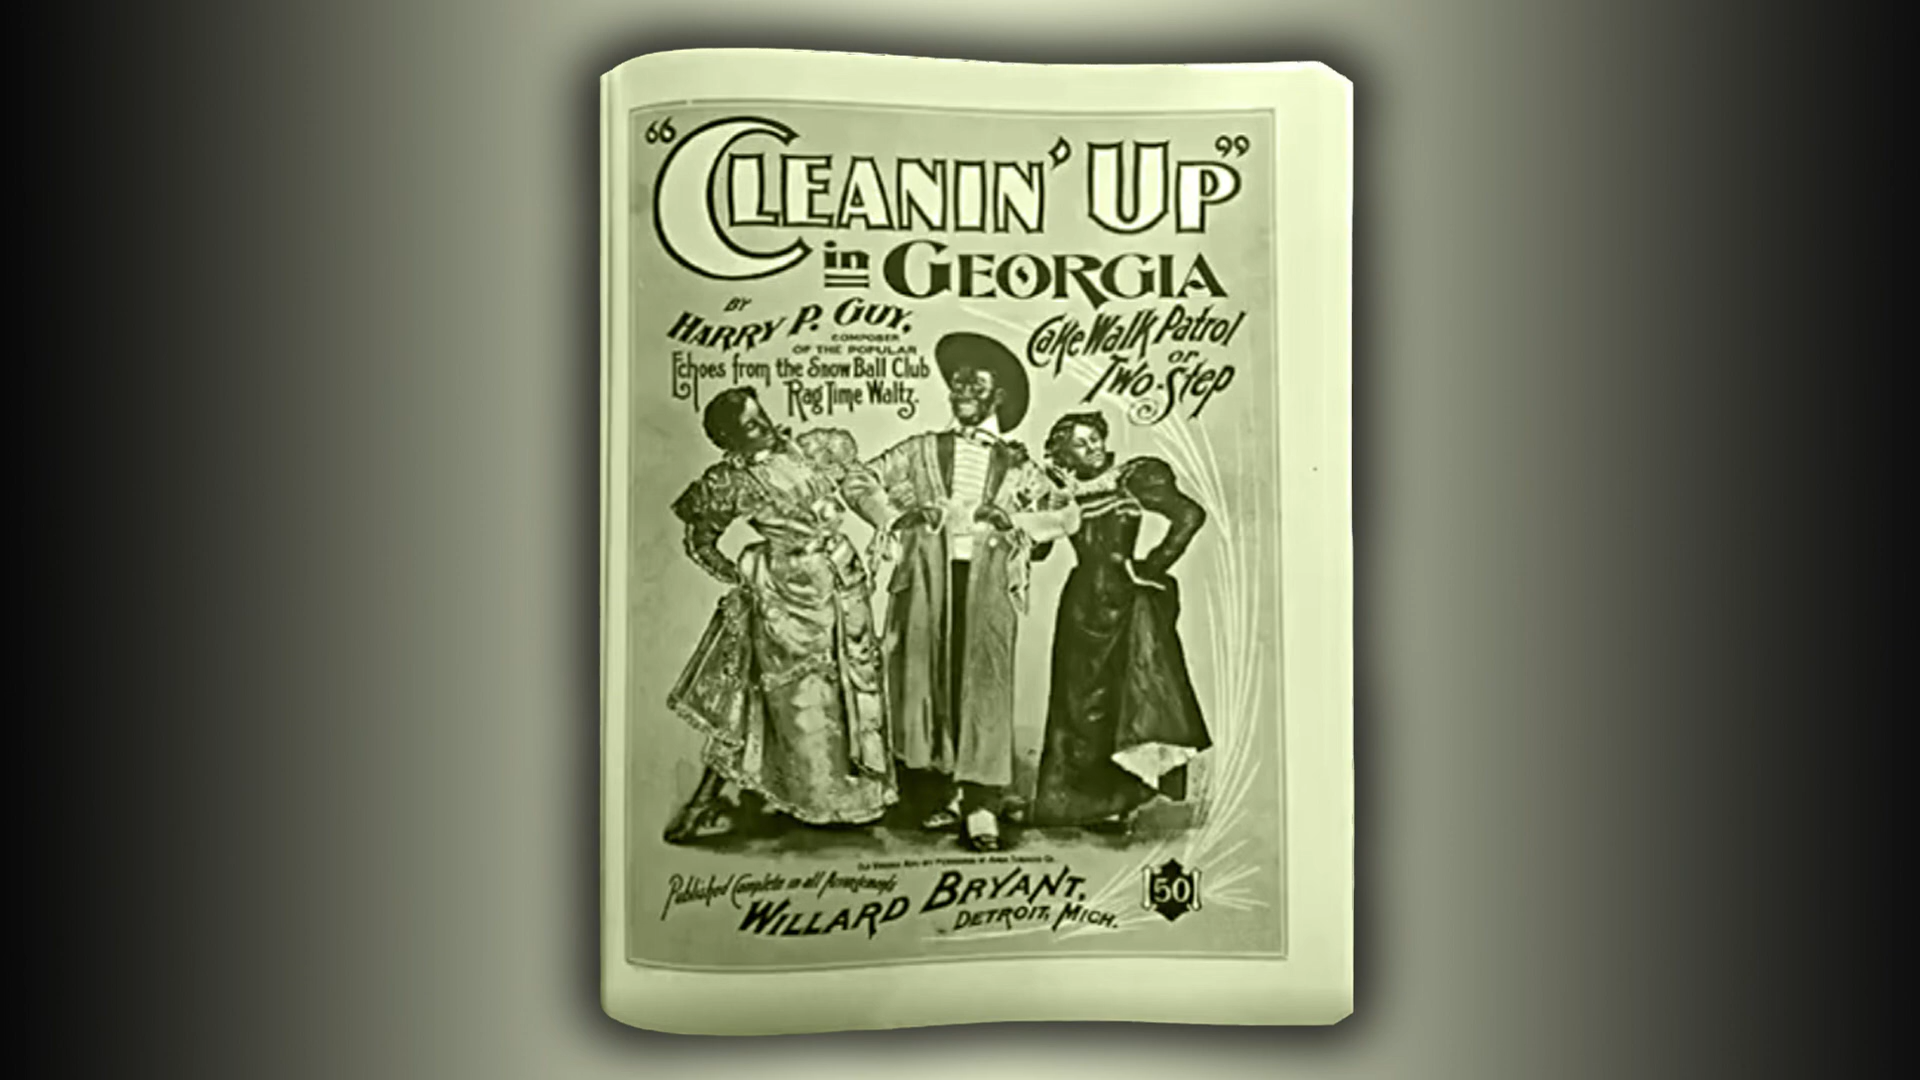 “CLEANIN’ UP”
in GEORGIA
BY
HARRY P. GUY,
COMPOSER
OF THE POPULAR
Echoes from the Snow Ball Club
Rag Time Waltz.
Cake Walk Patrol
or
Two-Step
Published Complete in all Arrangements
WILLARD BRYANT,
DETROIT, MICH.
50